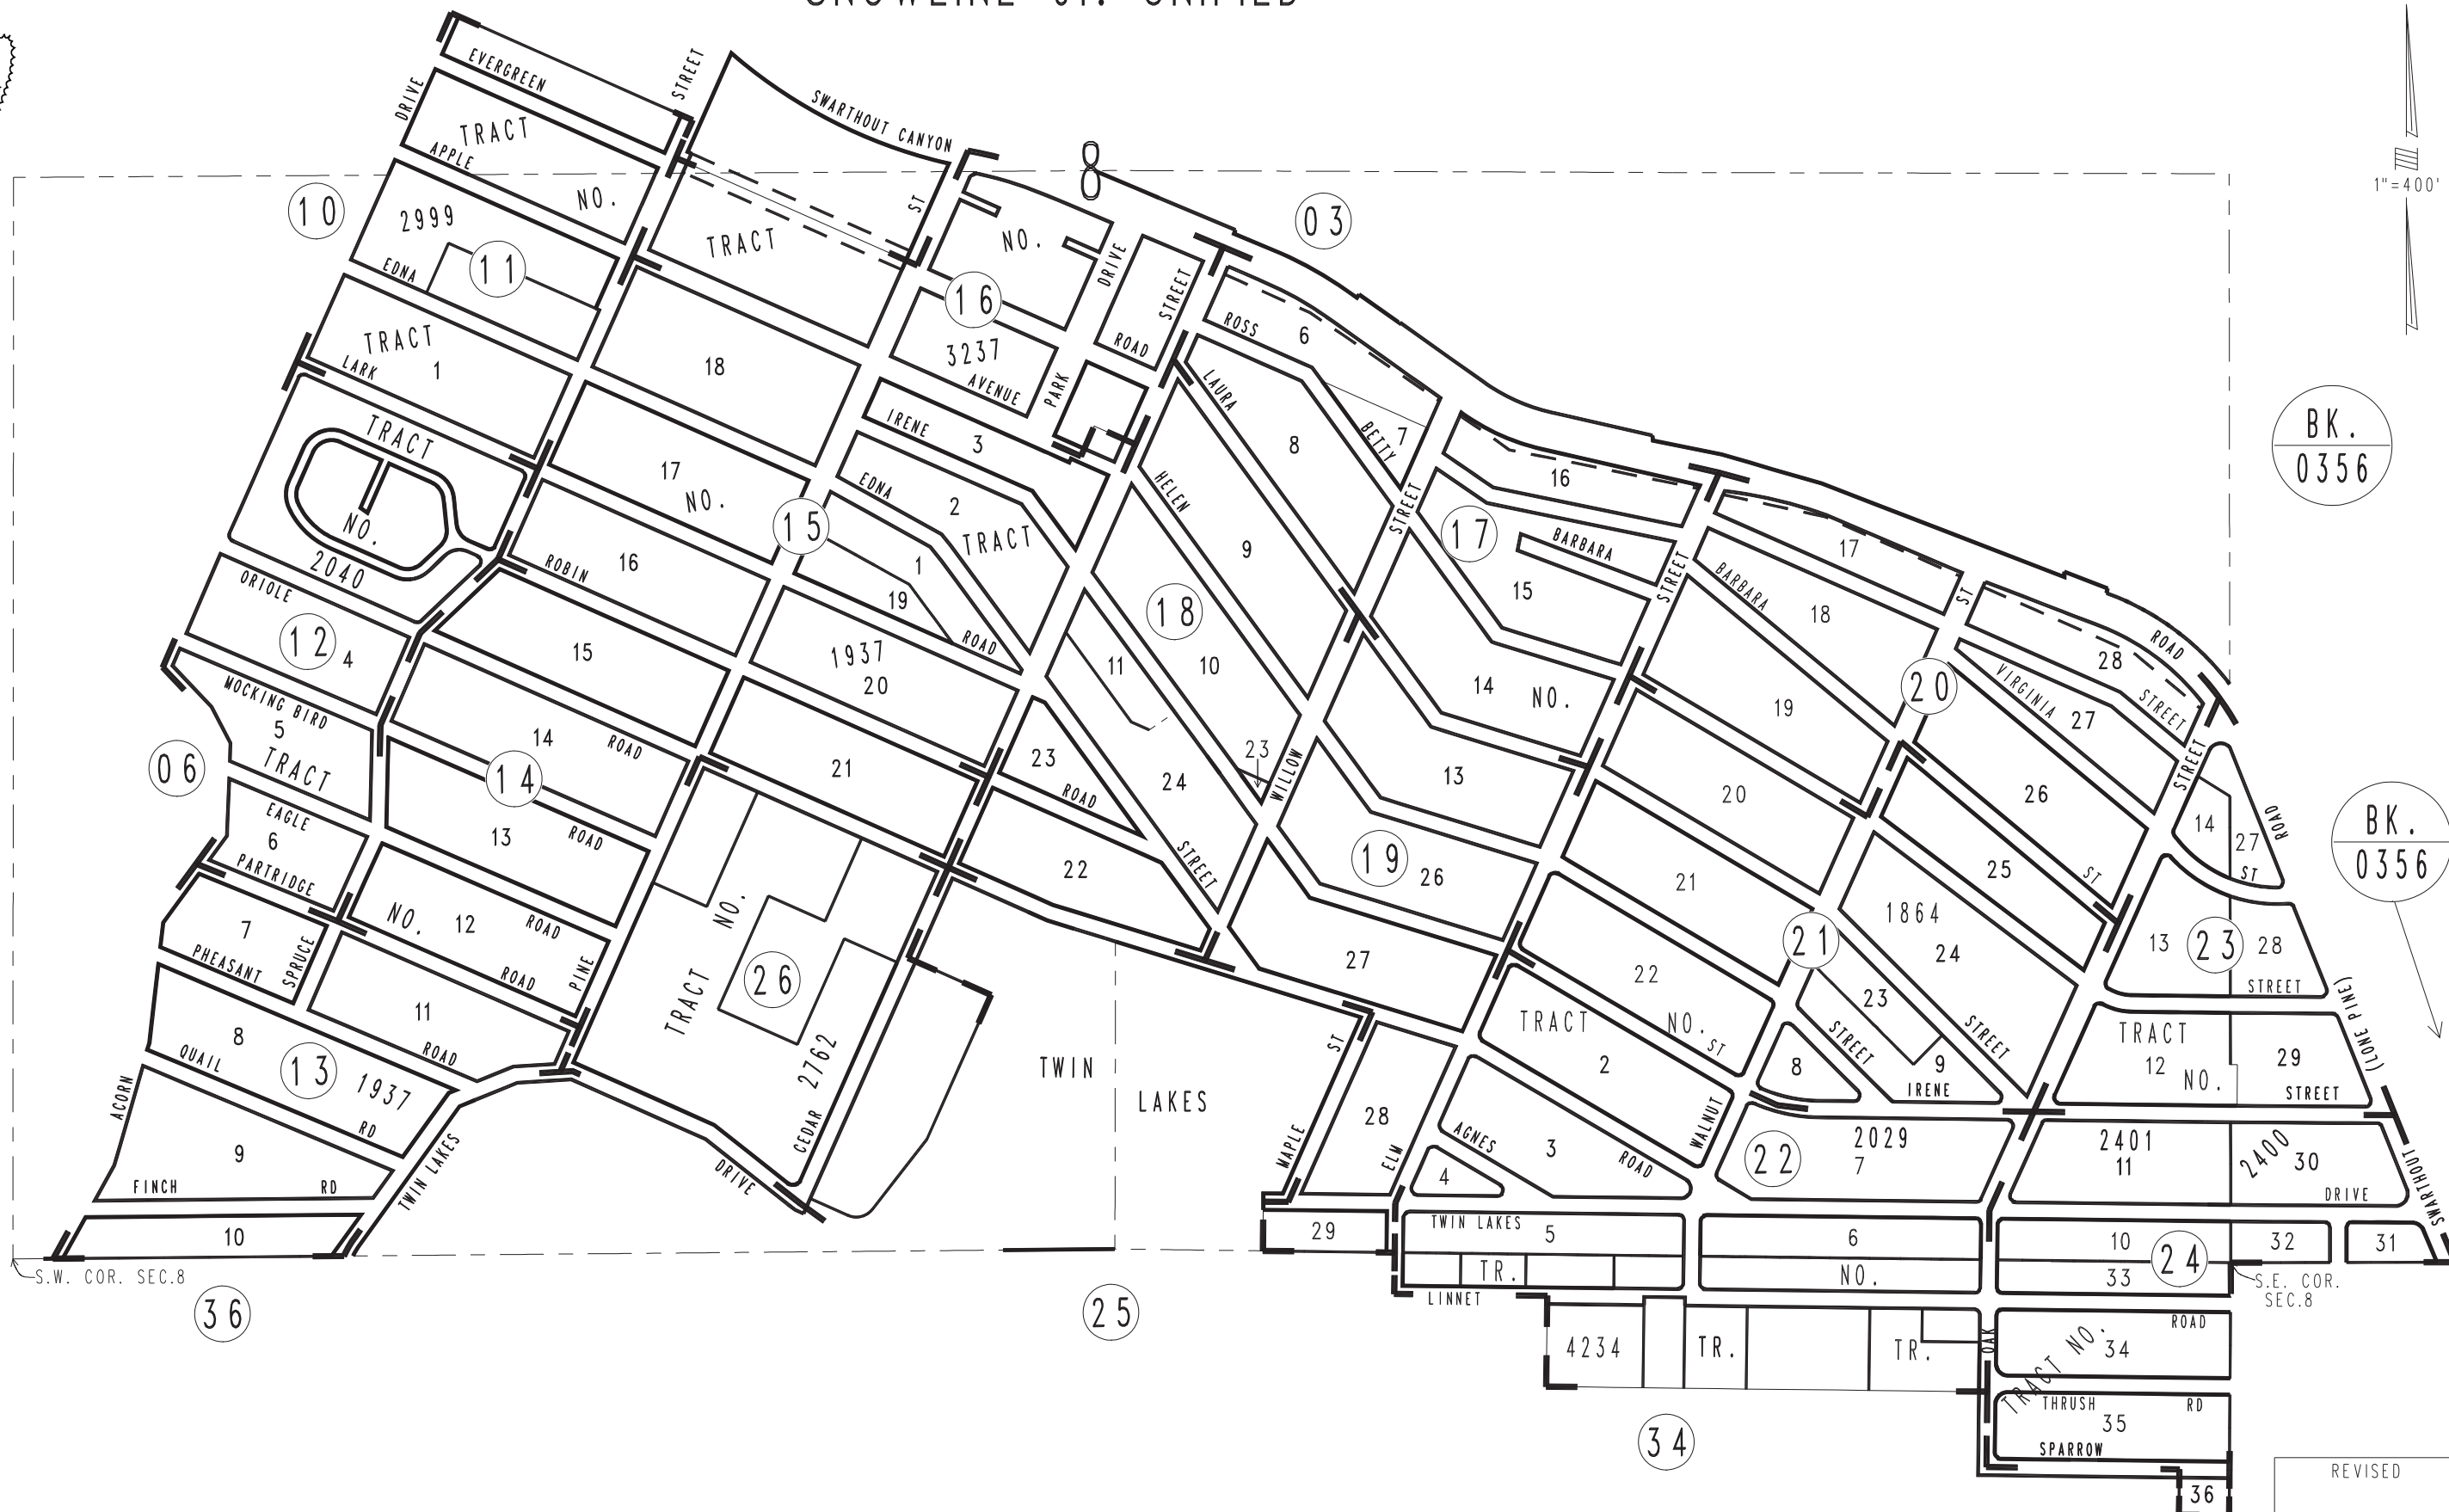 EVERGREEN
STREET
DRIVE
TRACT
APPLE
NO.
SWARTHOUT CANYON
8
1"=400'
10
2999
11
EDNA
TRACT
ST
NO.
03
16
DRIVE
STREET
ROAD
TRACT
1
LARK
18
3237
AVENUE
PARK
ROSS
6
LAURA
BETTY
7
BK.
0356
TRACT
NO.
2040
IRENE
3
EDNA
2
TRACT
17
NO.
15
1
19
ROAD
8
HELEN
9
16
STREET
17
BARBARA
15
17
STREET
BARBARA
18
ST
ROAD
28
STREET
ORIOLE
12
4
ROBIN
16
15
1937
20
18
11
10
14
NO.
19
20
VIRGINIA
27
MOCKING BIRD
5
TRACT
14
ROAD
06
14
21
23
ROAD
24
23
WILLOW
13
20
26
STREET
14
27
ROAD
ST
BK.
0356
EAGLE
6
PARTRIDGE
13
ROAD
22
STREET
19
26
21
25
ST
1864
7
PHEASANT
SPRUCE
NO.
12
ROAD
ROAD
PINE
NO.
TRACT
26
27
22
21
24
13
23
28
STREET
(LONE PINE)
8
QUAIL
13
1937
RD
11
ROAD
2762
CEDAR
TWIN
LAKES
ST
TRACT
NO.
ST
23
STREET
9
IRENE
STREET
TRACT
12
NO.
29
STREET
ACORN
9
FINCH
RD
TWIN LAKES
DRIVE
MAPLE
28
ELM
2
AGNES
3
ROAD
WALNUT
8
22
2029
7
2401
11
2400
30
DRIVE
SWARTHOUT
4
10
29
TWIN LAKES
5
6
10
24
32
31
S.W. COR. SEC.8
TR.
NO.
33
S.E. COR.
SEC.8
36
25
LINNET
4234
TR.
TR.
OAK
ROAD
TRACT NO.
34
THRUSH
RD
35
SPARROW
34
REVISED
36